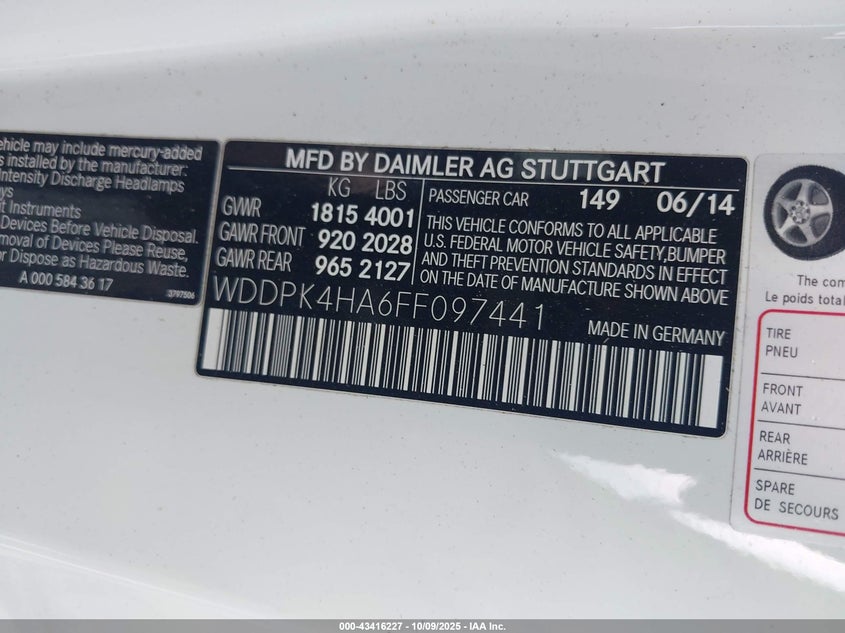 ehicle may include mercury-added
s installed by the manufacturer:
Intensity Discharge Headlamps
ys
it Instruments
Devices Before Vehicle Disposal.
moval of Devices Please Reuse,
or Dispose as Hazardous Waste.
A 000 584 36 17
3797506
MFD BY DAIMLER AG STUTTGART
KG LBS
GVWR 1815 4001
GAWR FRONT 920 2028
GAWR REAR 965 2127
PASSENGER CAR 149 06/14
THIS VEHICLE CONFORMS TO ALL APPLICABLE
U.S. FEDERAL MOTOR VEHICLE SAFETY,BUMPER
AND THEFT PREVENTION STANDARDS IN EFFECT
ON THE DATE OF MANUFACTURE SHOWN ABOVE
WDDPK4HA6FF097441
MADE IN GERMANY
The com
Le poids total
TIRE
PNEU
FRONT
AVANT
REAR
ARRIÈRE
SPARE
DE SECOURS
000-43416227 - 10/09/2025 - IAA Inc.